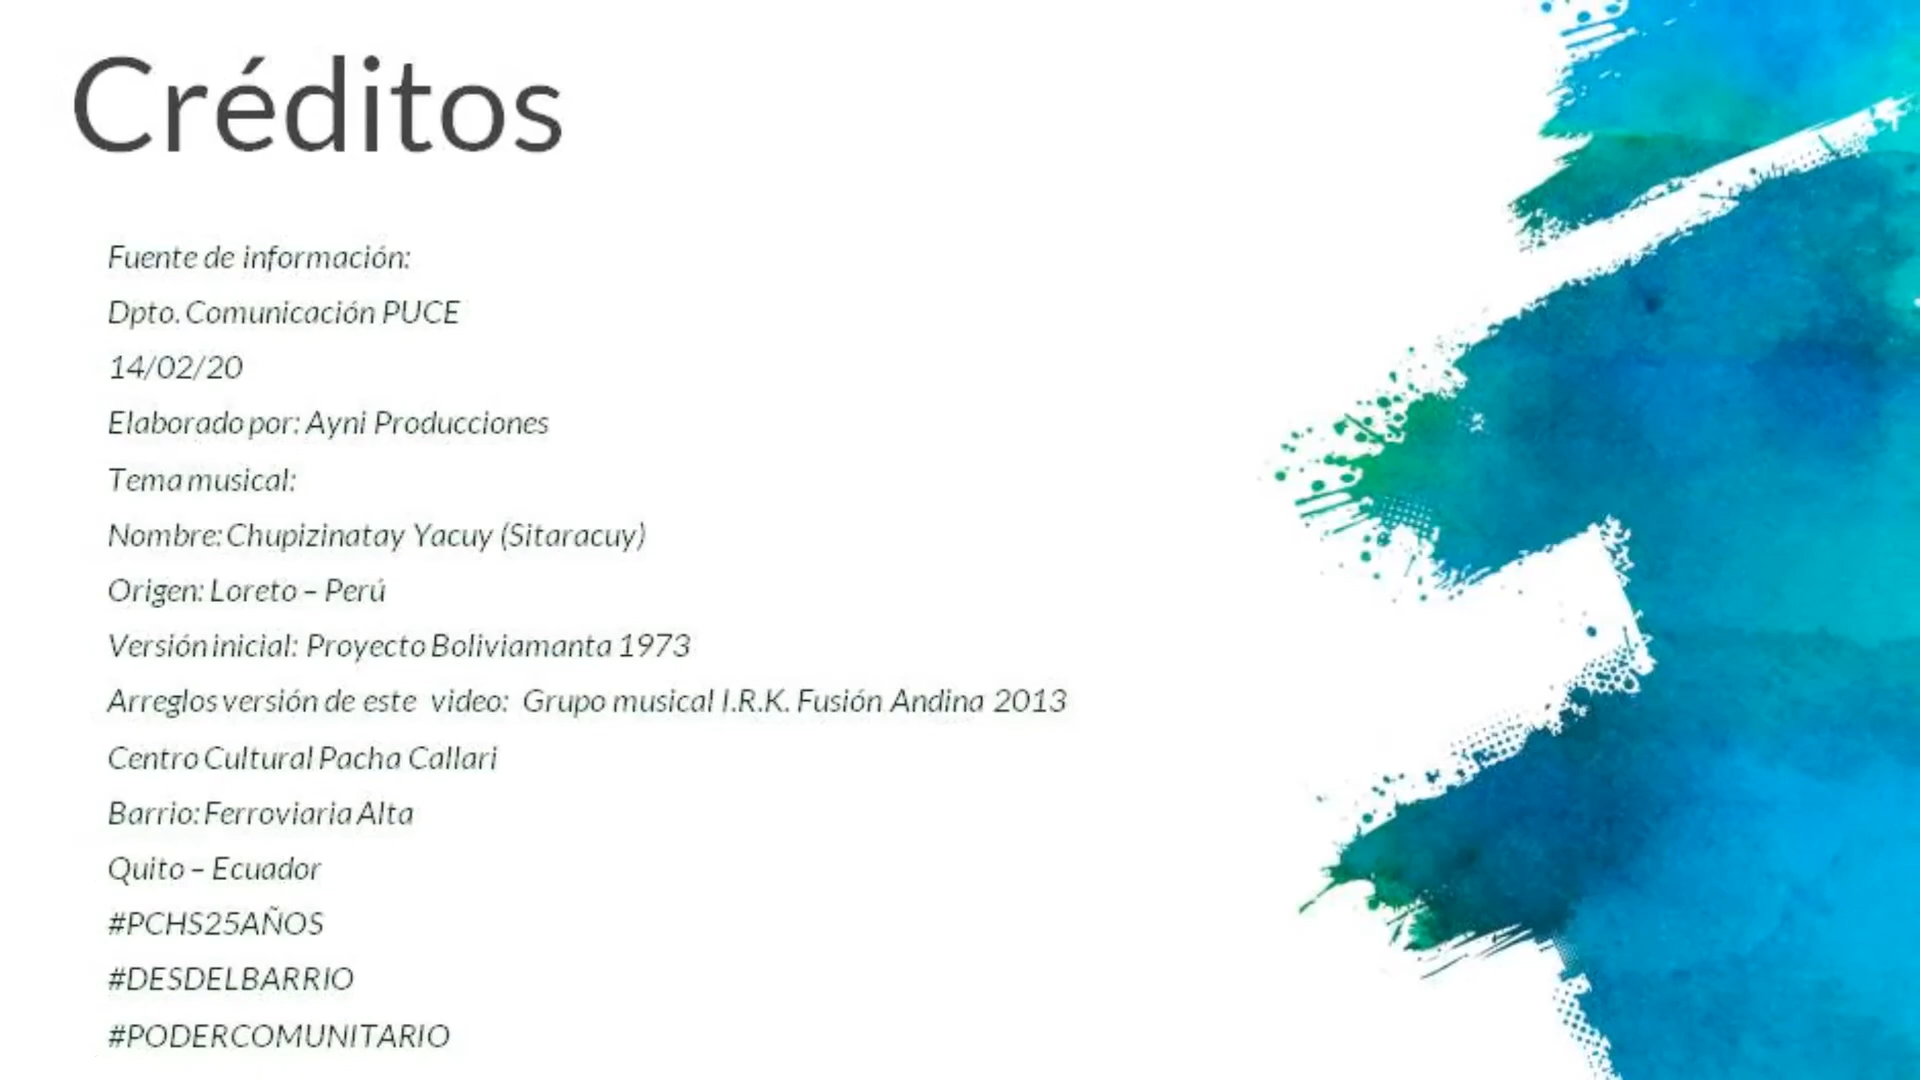 Créditos
Fuente de información:
Dpto. Comunicación PUCE
14/02/20
Elaborado por: Ayni Producciones
Tema musical:
Nombre: Chupizinatay Yacuy (Sitaracuy)
Origen: Loreto – Perú
Versión inicial: Proyecto Boliviamanta 1973
Arreglos versión de este video: Grupo musical I.R.K. Fusión Andina 2013
Centro Cultural Pacha Callari
Barrio: Ferroviaria Alta
Quito – Ecuador
#PCHS25AÑOS
#DESDELBARRIO
#PODERCOMUNITARIO